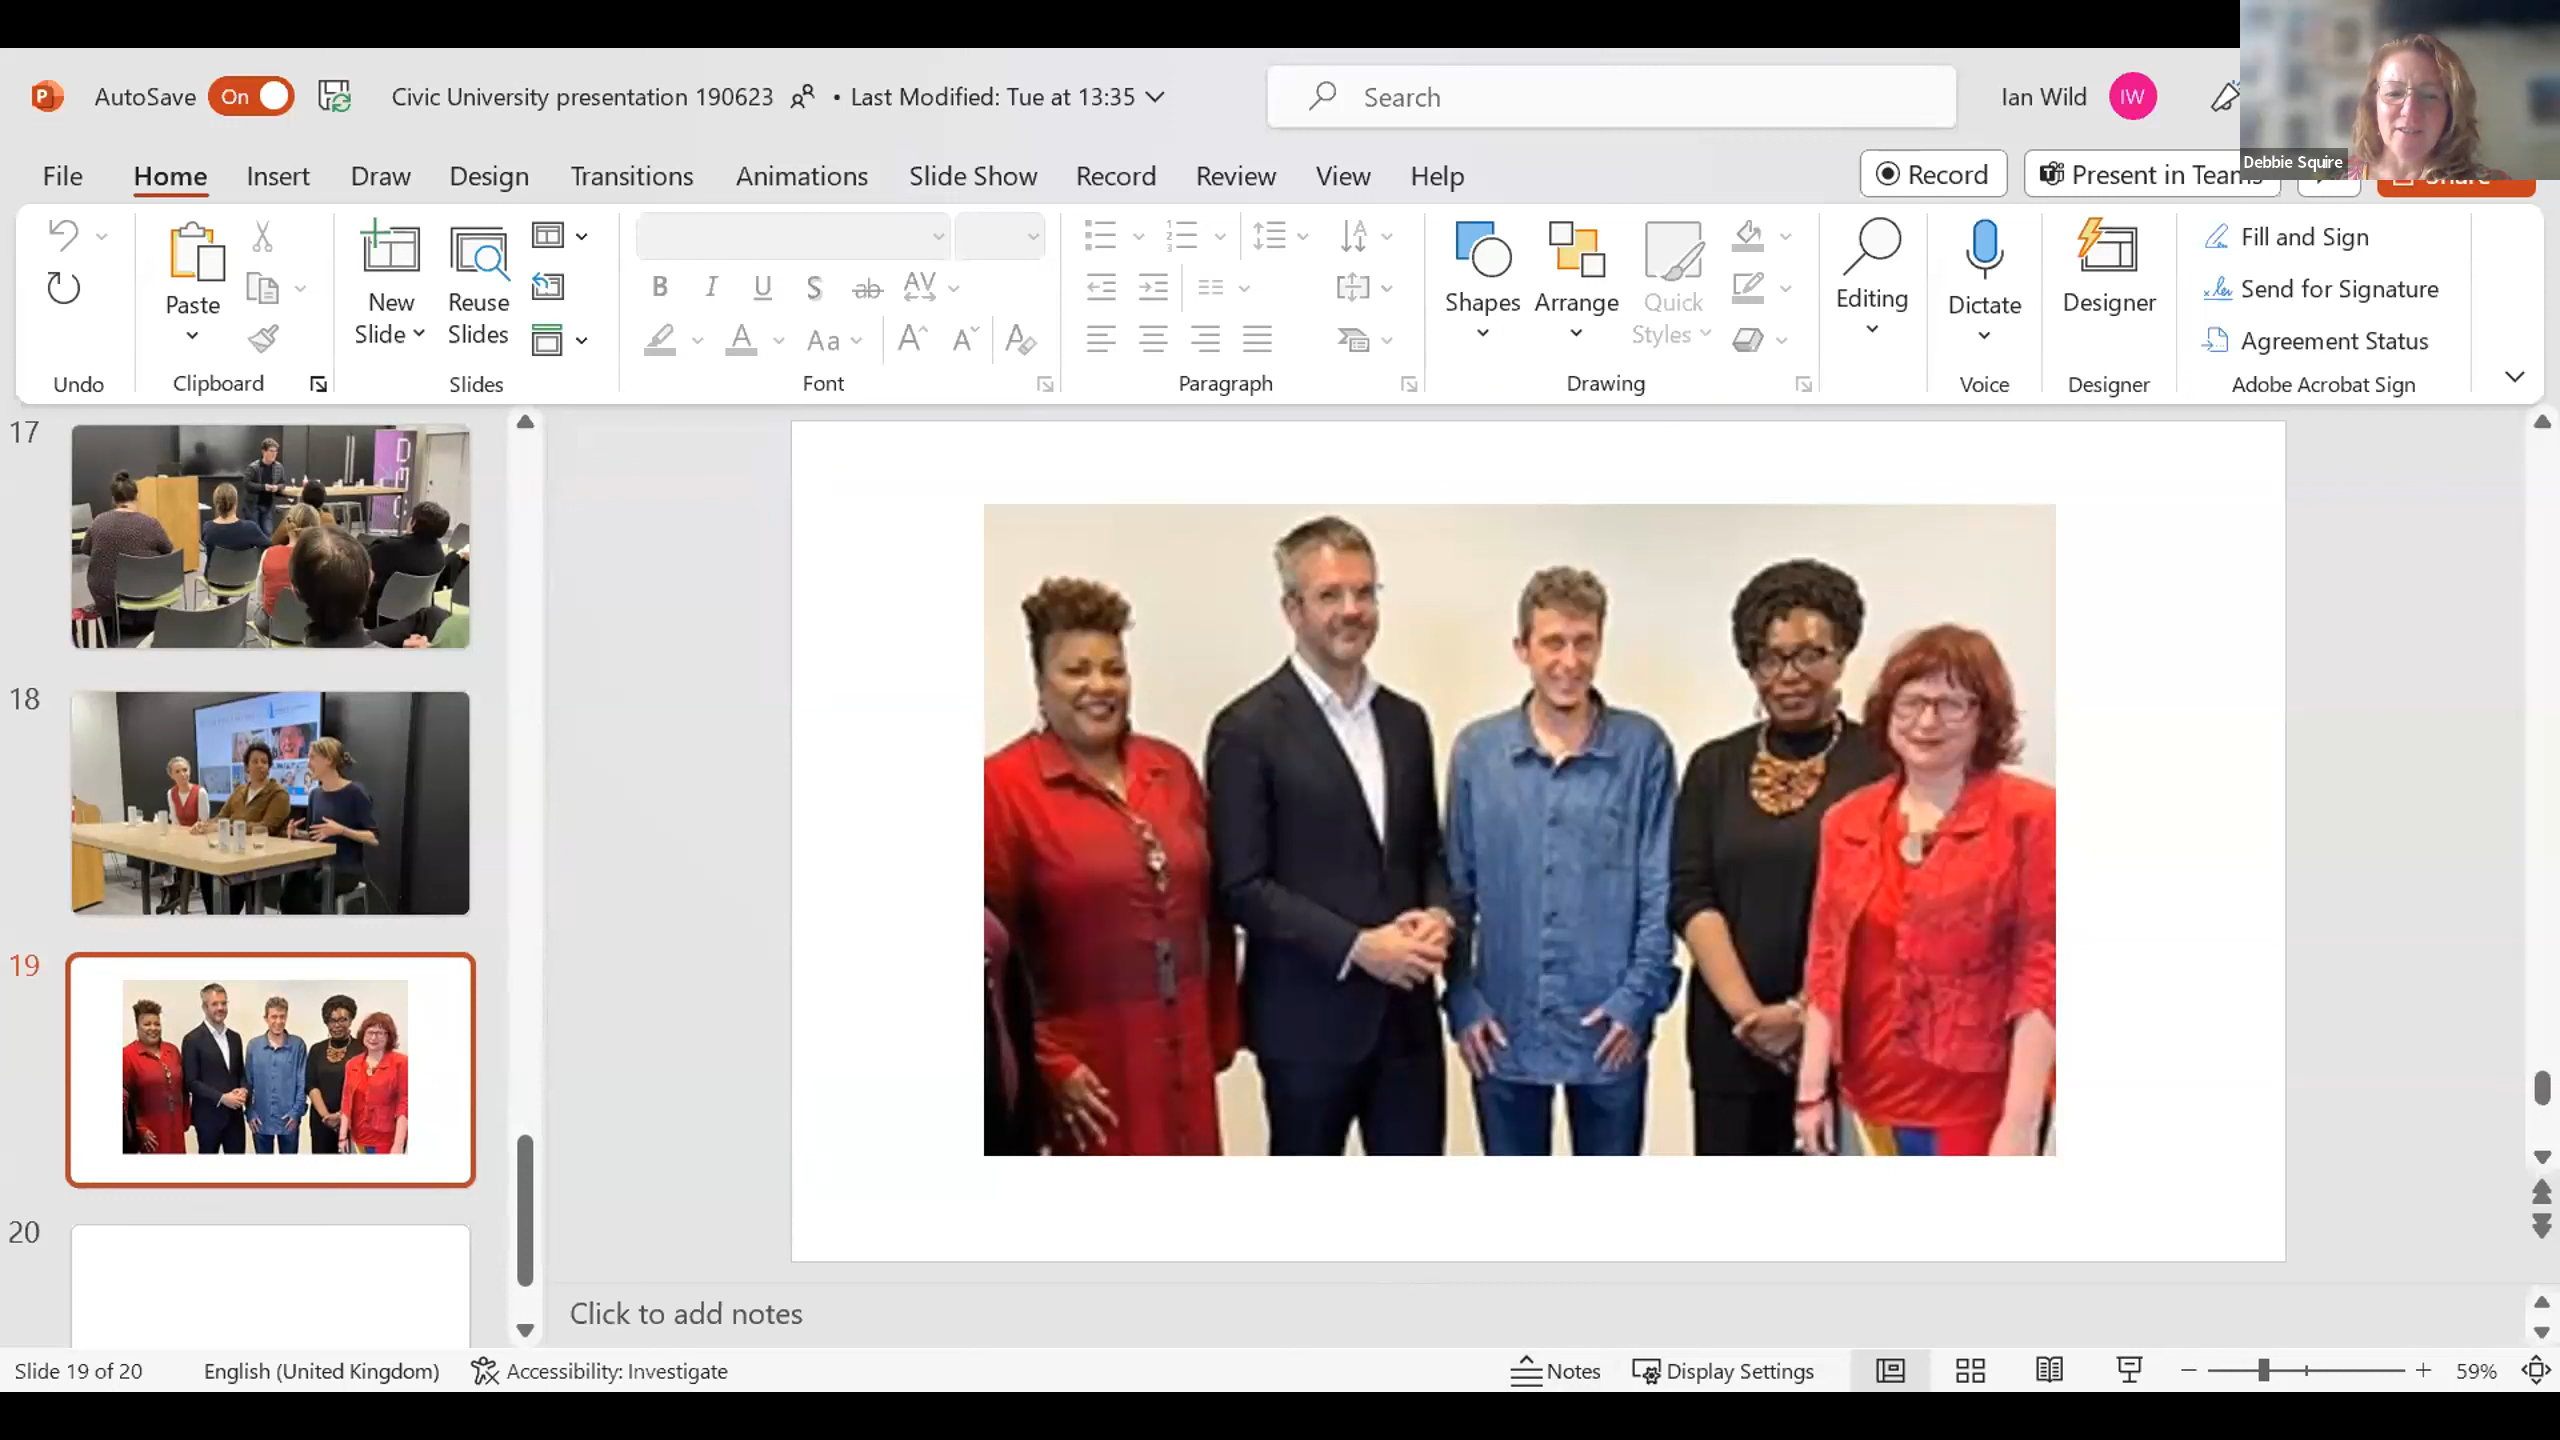 AutoSave
On
Civic University presentation 190623
• Last Modified: Tue at 13:35
Search
Ian Wild
IW
Debbie Squire
File
Home
Insert
Draw
Design
Transitions
Animations
Slide Show
Record
Review
View
Help
Record
Present in Teams
Share
Undo
Paste
Clipboard
New
Slide
Reuse
Slides
Slides
B
I
U
S
ab
AV
A
Aa
A
A
A
Font
Paragraph
Shapes
Arrange
Quick
Styles
Drawing
Editing
Dictate
Voice
Designer
Designer
Fill and Sign
Send for Signature
Agreement Status
Adobe Acrobat Sign
17
18
19
20
Click to add notes
Slide 19 of 20
English (United Kingdom)
Accessibility: Investigate
Notes
Display Settings
59%